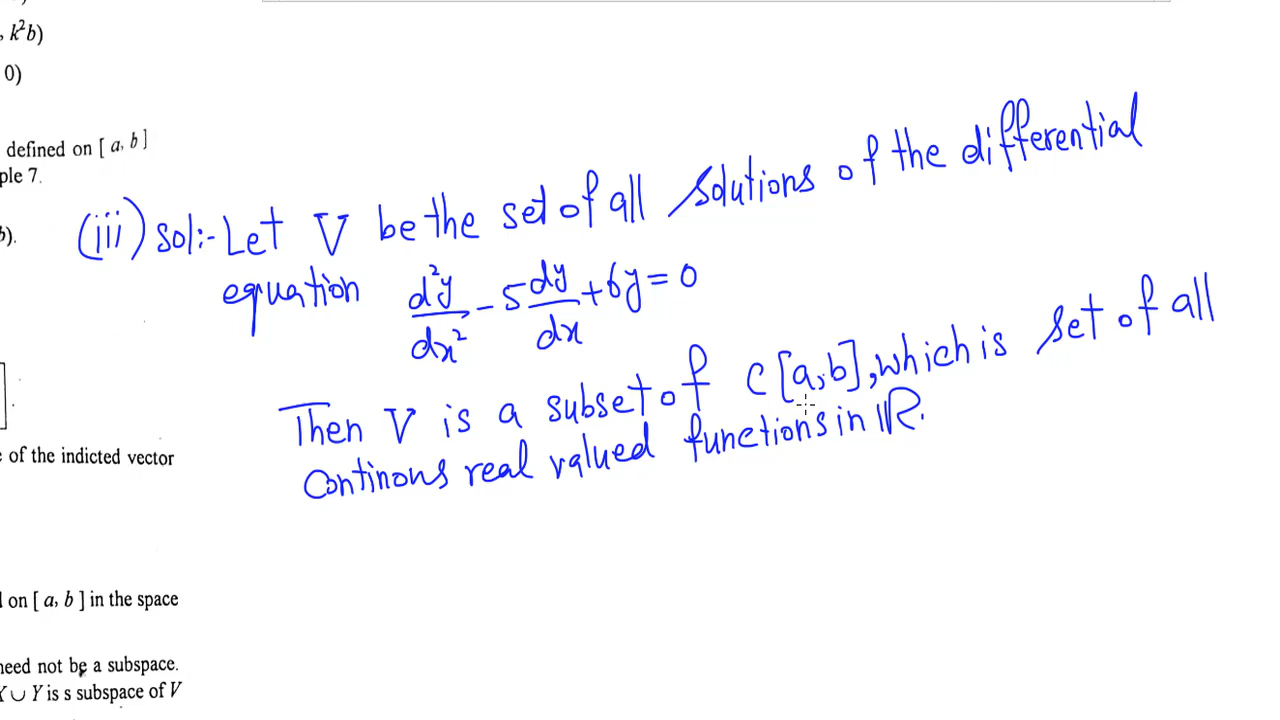 , k²b)
0)
defined on [ a, b ]
ple 7.
b).
(iii) sol:- Let V be the set of all solutions of the differential
equation d²y/dx² - 5 dy/dx + 6y = 0
Then V is a subset of C [a, b], which is set of all
Continous real valued functions in ℝ.
e of the indicted vector
on [ a, b ] in the space
need not be a subspace.
X ∪ Y is s subspace of V